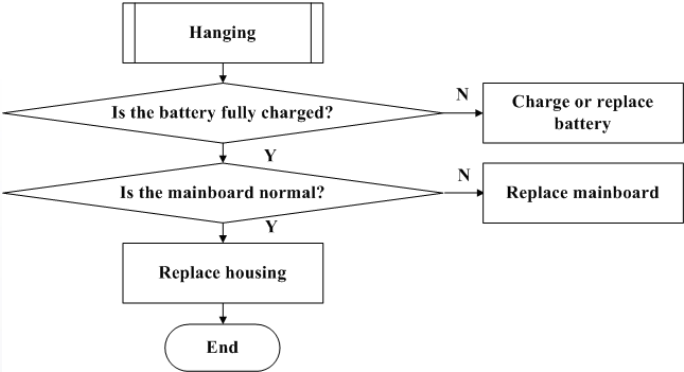 Hanging
Is the battery fully charged?
N
Charge or replace
battery
Y
Is the mainboard normal?
N
Replace mainboard
Y
Replace housing
End